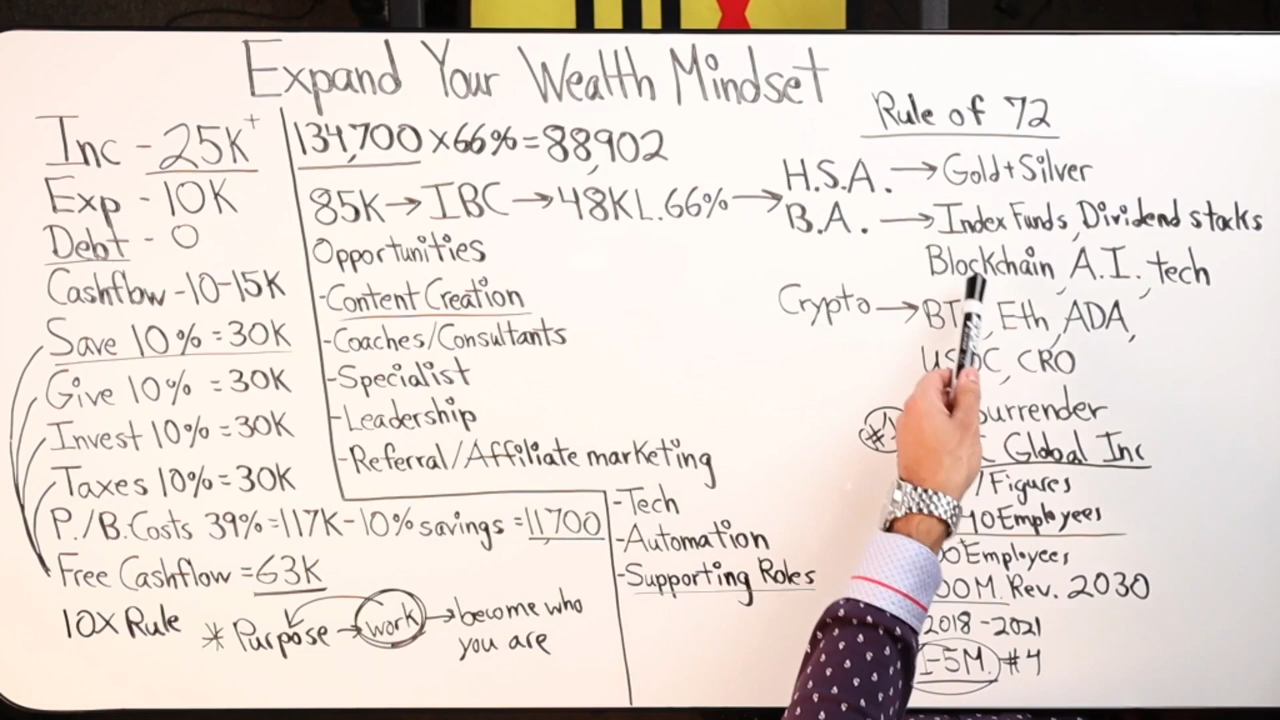 Expand Your Wealth Mindset
Inc - 25K+
Exp - 10K
Debt - 0
Cashflow - 10-15K
Save 10% = 30K
Give 10% = 30K
Invest 10% = 30K
Taxes 10% = 30K
P./B. Costs 39% = 117K - 10% savings = 11,700
Free Cashflow = 63K
10X Rule
* Purpose → work → become who
you are
134,700 x 66% = 88,902
85K → IBC → 48K L. 66% →
Opportunities
- Content Creation
- Coaches/Consultants
- Specialist
- Leadership
- Referral/Affiliate marketing
- Tech
- Automation
- Supporting Roles
Rule of 72
H.S.A. → Gold + Silver
B.A. → Index Funds, Dividend stocks
Blockchain, A.I., tech
Crypto → Eth, ADA,
CRO
Surrender
Global Inc
Figures
Employees
Employees
Rev. 2030
2018 - 2021
-5M. #4